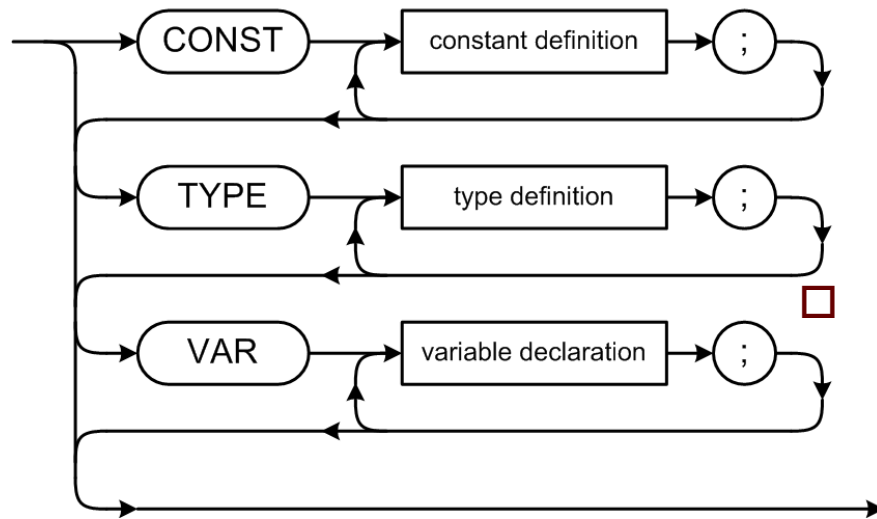 CONST constant definition ;
TYPE type definition ;
VAR variable declaration ;